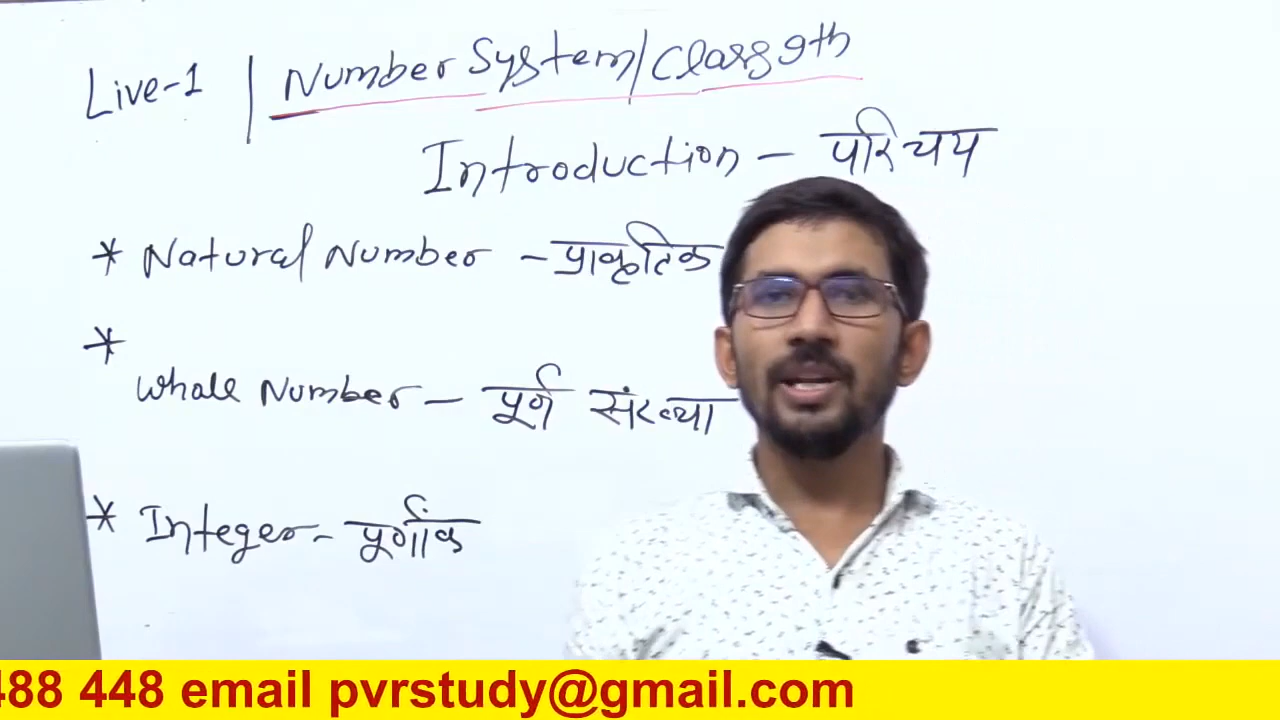 Live-1 | Number System/Class 9th
Introduction - परिचय
* Natural Number - प्राकृतिक
*
Whole Number - पूर्ण संख्या
* Integer - पूर्णांक
488 448 email pvrstudy@gmail.com